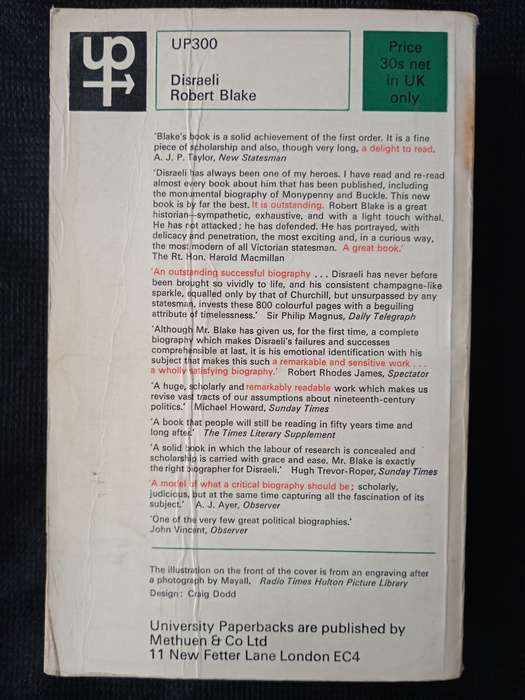 up
UP300
Disraeli
Robert Blake
Price
30s net
in UK
only
'Blake's book is a solid achievement of the first order. It is a fine
piece of scholarship and also, though very long, a delight to read.'
A. J. P. Taylor, New Statesman
'Disraeli has always been one of my heroes. I have read and re-read
almost every book about him that has been published, including
the monumental biography of Monypenny and Buckle. This new
book is by far the best. It is outstanding. Robert Blake is a great
historian—sympathetic, exhaustive, and with a light touch withal.
He has not attacked; he has defended. He has portrayed, with
delicacy and penetration, the most exciting and, in a curious way,
the most modern of all Victorian statesmen. A great book.'
The Rt. Hon. Harold Macmillan
'An outstanding successful biography . . . Disraeli has never before
been brought so vividly to life, and his consistent champagne-like
sparkle, equalled only by that of Churchill, but unsurpassed by any
statesman, invests these 800 colourful pages with a beguiling
attribute of timelessness.' Sir Philip Magnus, Daily Telegraph
'Although Mr. Blake has given us, for the first time, a complete
biography which makes Disraeli's failures and successes
comprehensible at last, it is his emotional identification with his
subject that makes this such a remarkable and sensitive work . . .
a wholly satisfying biography.' Robert Rhodes James, Spectator
'A huge, scholarly and remarkably readable work which makes us
revise vast tracts of our assumptions about nineteenth-century
politics.' Michael Howard, Sunday Times
'A book that people will still be reading in fifty years time and
long after.' The Times Literary Supplement
'A solid book in which the labour of research is concealed and
scholarship is carried with grace and ease. Mr. Blake is exactly
the right biographer for Disraeli.' Hugh Trevor-Roper, Sunday Times
'A model of what a critical biography should be; scholarly,
judicious, but at the same time capturing all the fascination of its
subject.' A. J. Ayer, Observer
'One of the very few great political biographies.'
John Vincent, Observer
The illustration on the front of the cover is from an engraving after
a photograph by Mayall. Radio Times Hulton Picture Library
Design: Craig Dodd
University Paperbacks are published by
Methuen & Co Ltd
11 New Fetter Lane London EC4